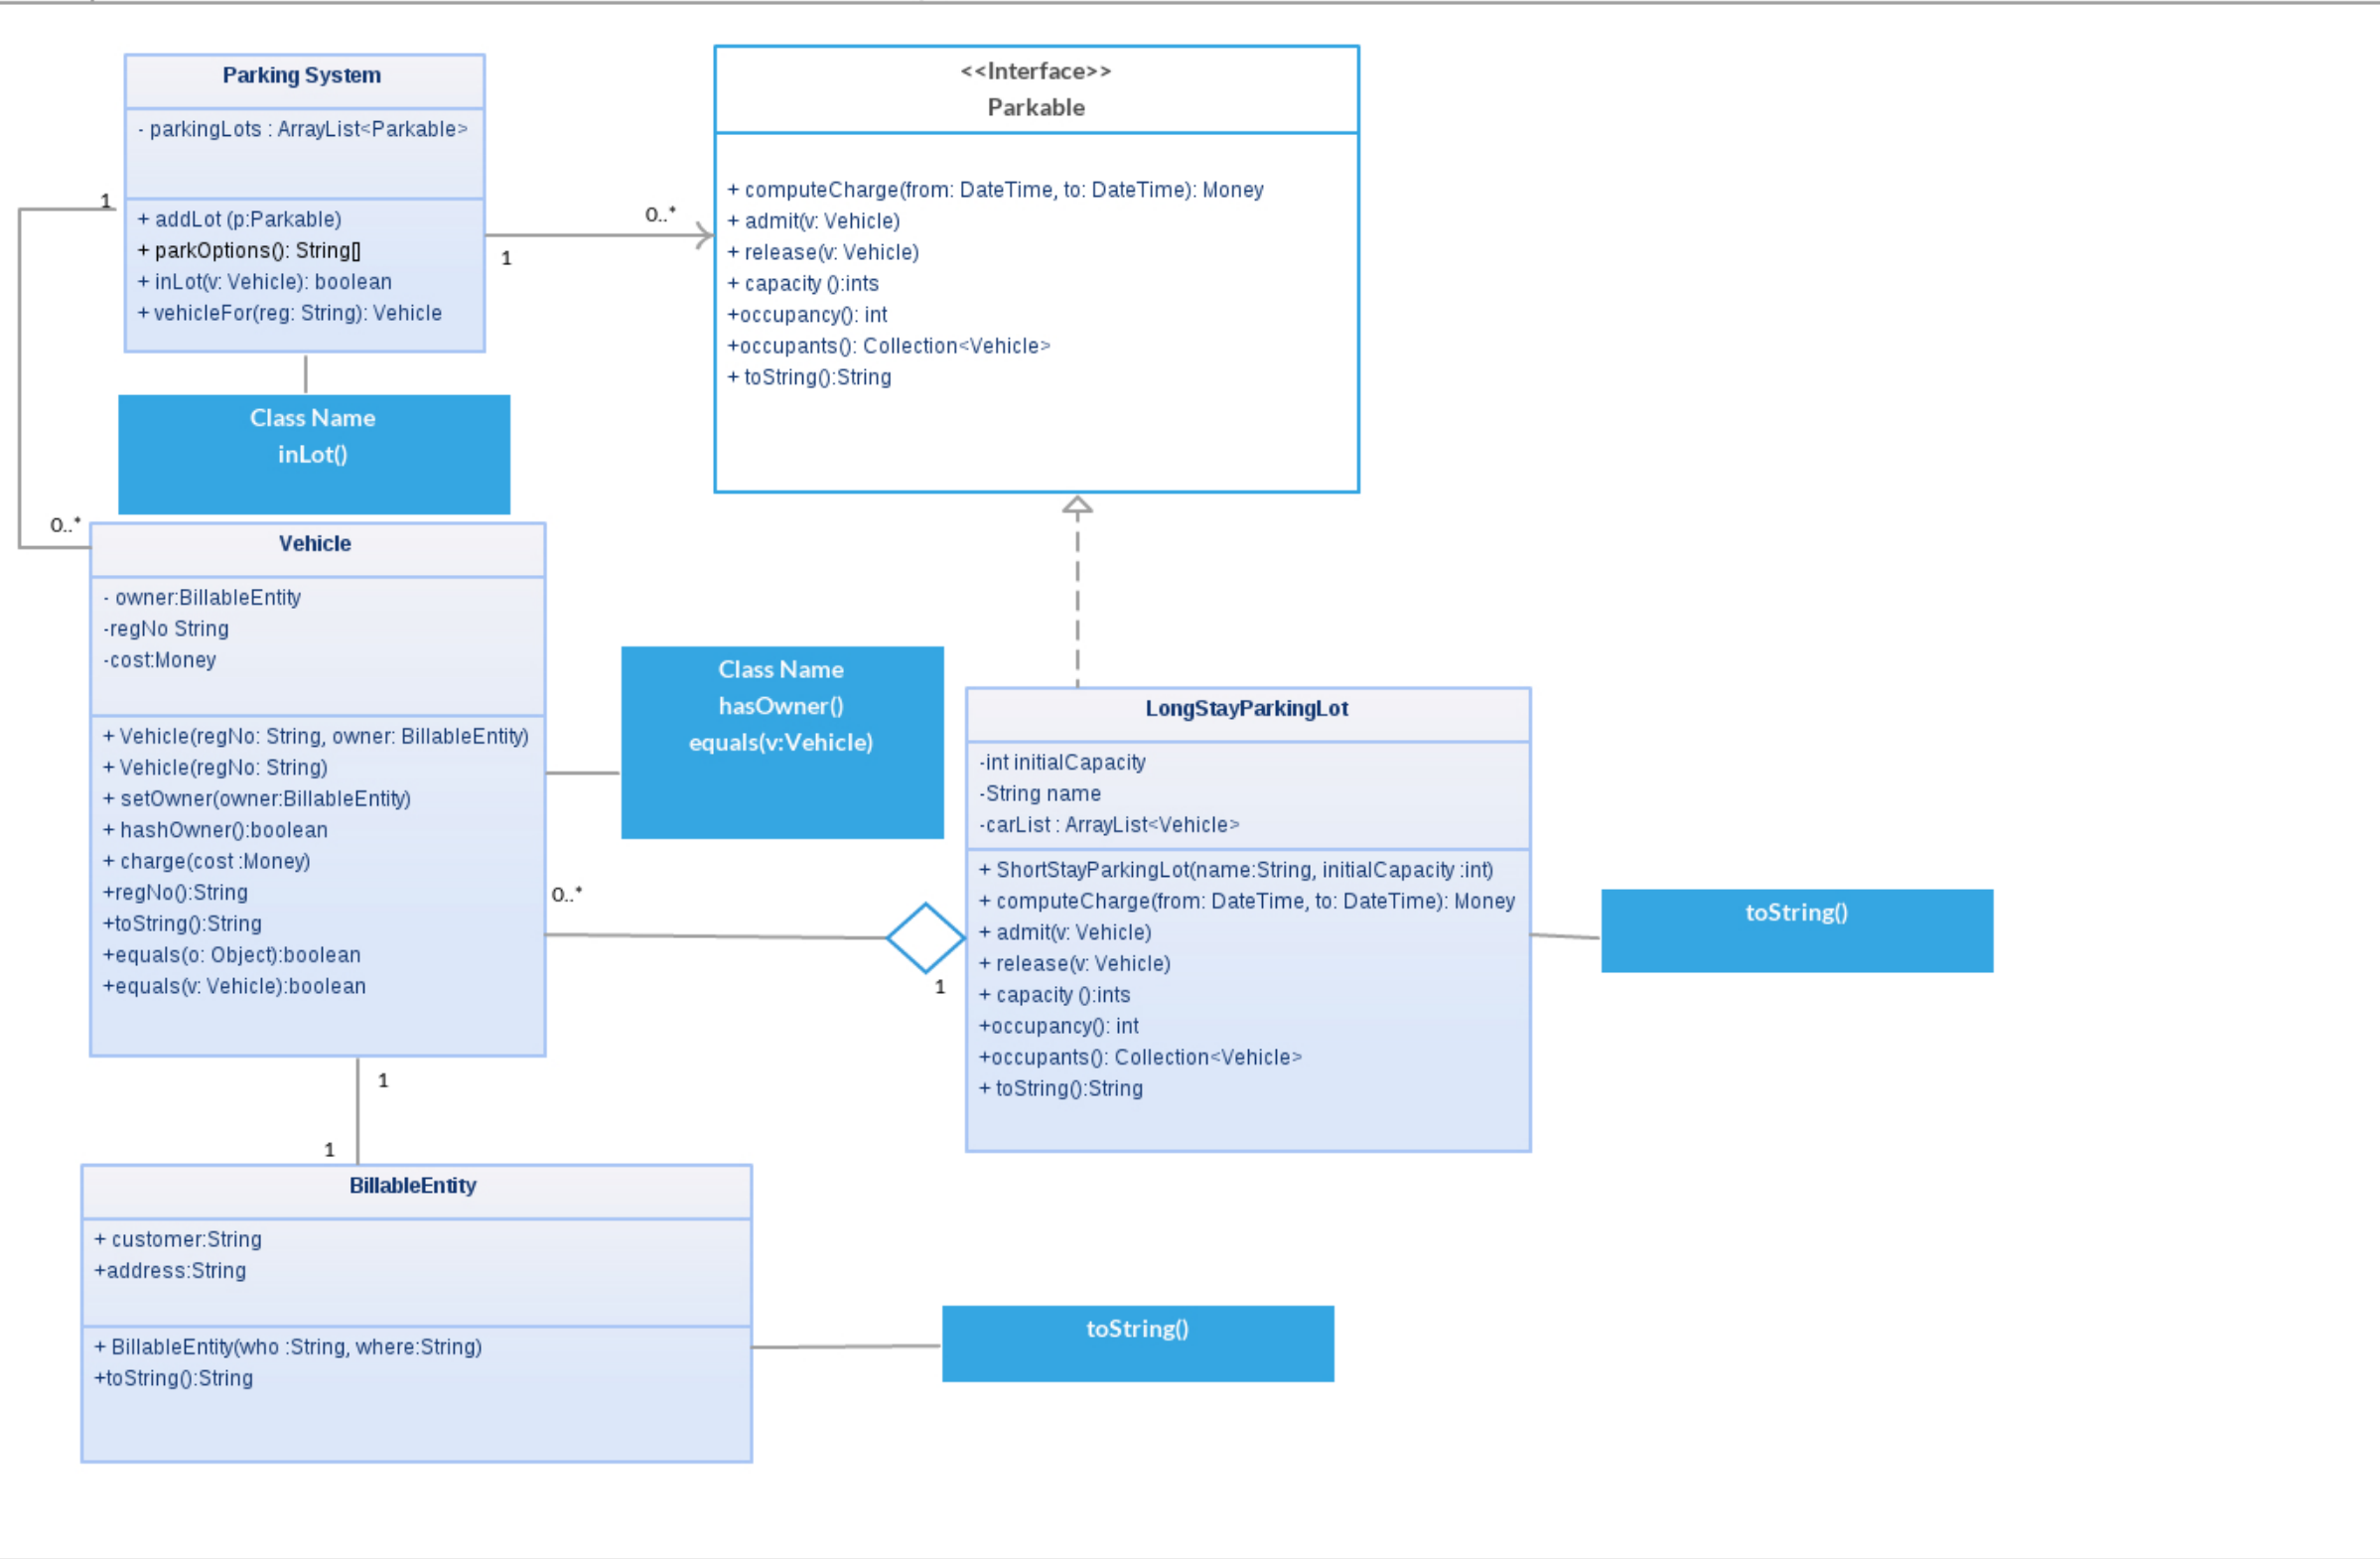 Parking System
- parkingLots : ArrayList<Parkable>
+ addLot (p:Parkable)
+ parkOptions(): String[]
+ inLot(v: Vehicle): boolean
+ vehicleFor(reg: String): Vehicle
1
0..*
1
0..*
<<Interface>>
Parkable
+ computeCharge(from: DateTime, to: DateTime): Money
+ admit(v: Vehicle)
+ release(v: Vehicle)
+ capacity ():ints
+occupancy(): int
+occupants(): Collection<Vehicle>
+ toString():String
Class Name
inLot()
Vehicle
- owner:BillableEntity
-regNo String
-cost:Money
+ Vehicle(regNo: String, owner: BillableEntity)
+ Vehicle(regNo: String)
+ setOwner(owner:BillableEntity)
+ hashOwner():boolean
+ charge(cost :Money)
+regNo():String
+toString():String
+equals(o: Object):boolean
+equals(v: Vehicle):boolean
Class Name
hasOwner()
equals(v:Vehicle)
0..*
1
LongStayParkingLot
-int initialCapacity
-String name
-carList : ArrayList<Vehicle>
+ ShortStayParkingLot(name:String, initialCapacity :int)
+ computeCharge(from: DateTime, to: DateTime): Money
+ admit(v: Vehicle)
+ release(v: Vehicle)
+ capacity ():ints
+occupancy(): int
+occupants(): Collection<Vehicle>
+ toString():String
toString()
1
1
BillableEntity
+ customer:String
+address:String
+ BillableEntity(who :String, where:String)
+toString():String
toString()